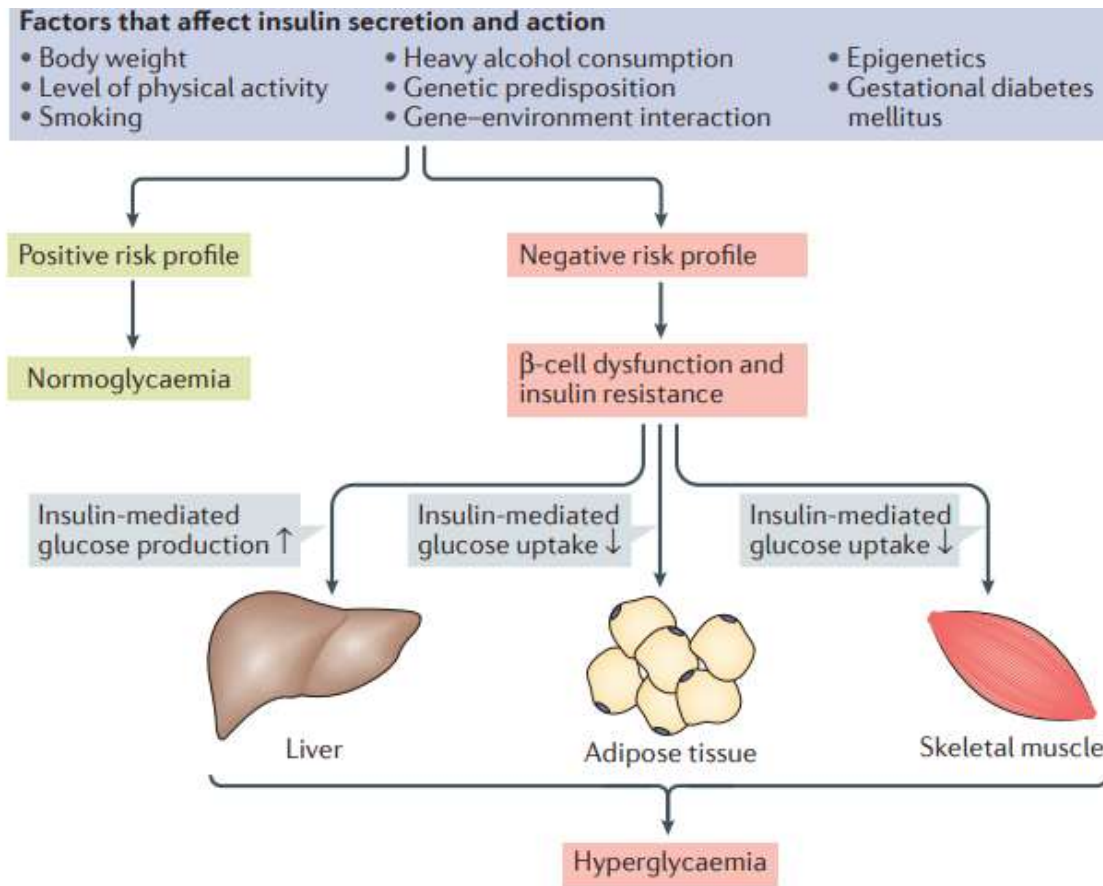 Factors that affect insulin secretion and action
• Body weight
• Level of physical activity
• Smoking
• Heavy alcohol consumption
• Genetic predisposition
• Gene–environment interaction
• Epigenetics
• Gestational diabetes
mellitus
Positive risk profile
Negative risk profile
Normoglycaemia
β-cell dysfunction and
insulin resistance
Insulin-mediated
glucose production ↑
Insulin-mediated
glucose uptake ↓
Insulin-mediated
glucose uptake ↓
Liver
Adipose tissue
Skeletal muscle
Hyperglycaemia